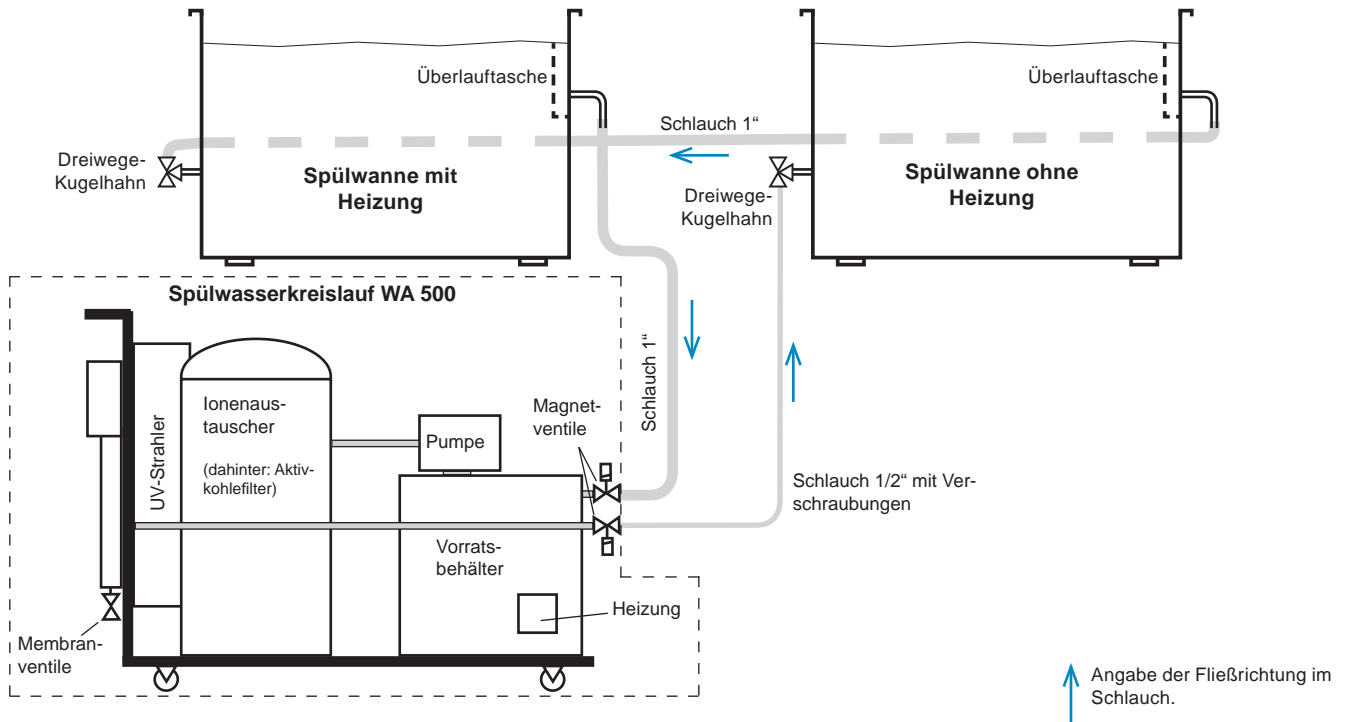 Überlauftasche
Überlauftasche
Schlauch 1“
Dreiwege-
Kugelhahn
Spülwanne mit
Heizung
Dreiwege-
Kugelhahn
Spülwanne ohne
Heizung
Spülwasserkreislauf WA 500
Schlauch 1"
UV-Strahler
Ionenaus-
tauscher
(dahinter: Aktiv-
kohlefilter)
Pumpe
Magnet-
ventile
Schlauch 1/2“ mit Ver-
schraubungen
Vorrats-
behälter
Heizung
Membran-
ventile
Angabe der Fließrichtung im
Schlauch.